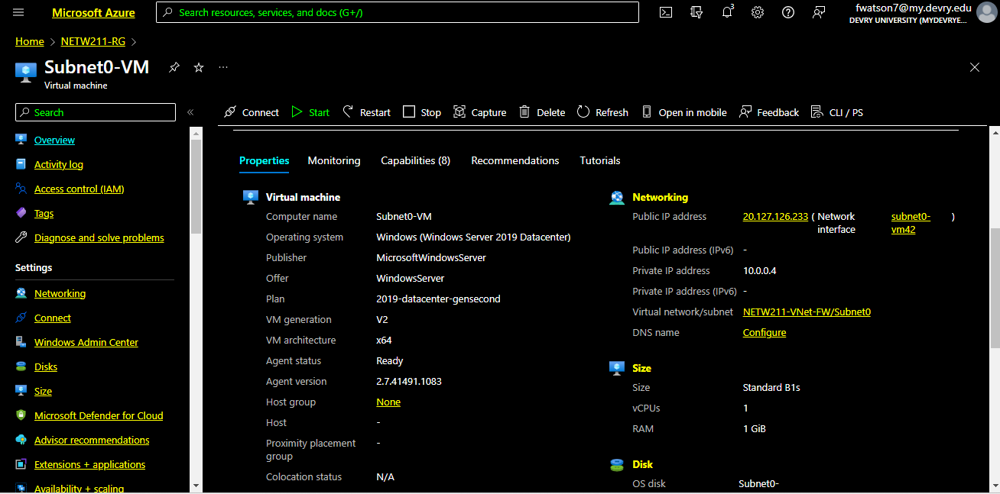 Microsoft Azure
Search resources, services, and docs (G+/)
3
fwatson7@my.devry.edu
DEVRY UNIVERSITY (MYDEVRYE...
Home > NETW211-RG >
Subnet0-VM
...
Virtual machine
Search
«
Connect Start Restart Stop Capture Delete Refresh Open in mobile Feedback CLI / PS
Overview
Activity log
Access control (IAM)
Tags
Diagnose and solve problems
Settings
Networking
Connect
Windows Admin Center
Disks
Size
Microsoft Defender for Cloud
Advisor recommendations
Extensions + applications
Availability + scaling
Properties Monitoring Capabilities (8) Recommendations Tutorials
Virtual machine
Computer name Subnet0-VM
Operating system Windows (Windows Server 2019 Datacenter)
Publisher MicrosoftWindowsServer
Offer WindowsServer
Plan 2019-datacenter-gensecond
VM generation V2
VM architecture x64
Agent status Ready
Agent version 2.7.41491.1083
Host group None
Host -
Proximity placement -
group
Colocation status N/A
Networking
Public IP address 20.127.126.233 ( Network subnet0- )
interface vm42
Public IP address (IPv6) -
Private IP address 10.0.0.4
Private IP address (IPv6) -
Virtual network/subnet NETW211-VNet-FW/Subnet0
DNS name Configure
Size
Size Standard B1s
vCPUs 1
RAM 1 GiB
Disk
OS disk Subnet0-